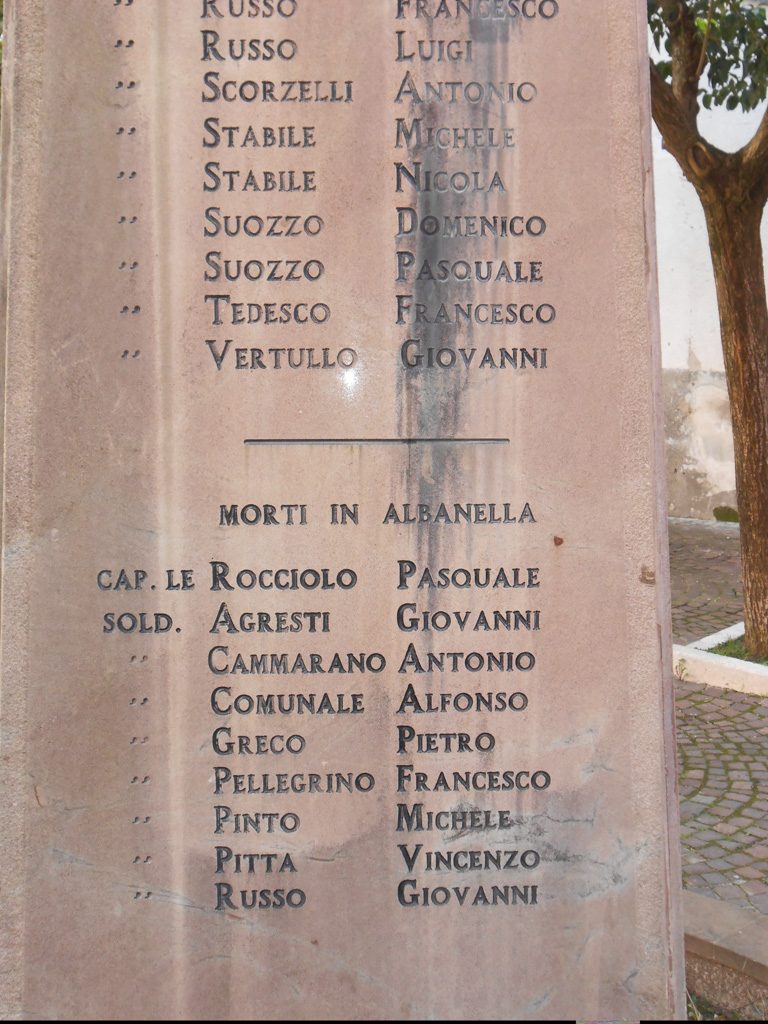 ,, RUSSO FRANCESCO
,, RUSSO LUIGI
,, SCORZELLI ANTONIO
,, STABILE MICHELE
,, STABILE NICOLA
,, SUOZZO DOMENICO
,, SUOZZO PASQUALE
,, TEDESCO FRANCESCO
,, VERTULLO GIOVANNI
MORTI IN ALBANELLA
CAP. LE ROCCIOLO PASQUALE
SOLD. AGRESTI GIOVANNI
,, CAMMARANO ANTONIO
,, COMUNALE ALFONSO
,, GRECO PIETRO
,, PELLEGRINO FRANCESCO
,, PINTO MICHELE
,, PITTA VINCENZO
,, RUSSO GIOVANNI